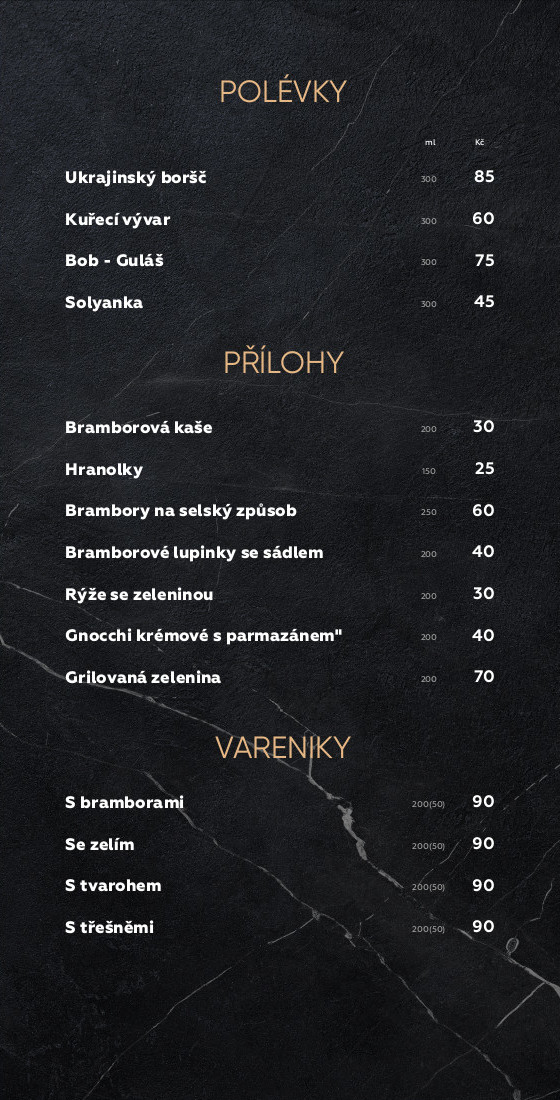 POLÉVKY
ml Kč
Ukrajinský boršč 300 85
Kuřecí vývar 300 60
Bob - Guláš 300 75
Solyanka 300 45
PŘÍLOHY
Bramborová kaše 200 30
Hranolky 150 25
Brambory na selský způsob 250 60
Bramborové lupinky se sádlem 200 40
Rýže se zeleninou 200 30
Gnocchi krémové s parmazánem" 200 40
Grilovaná zelenina 200 70
VARENIKY
S bramborami 200(50) 90
Se zelím 200(50) 90
S tvarohem 200(50) 90
S třešněmi 200(50) 90